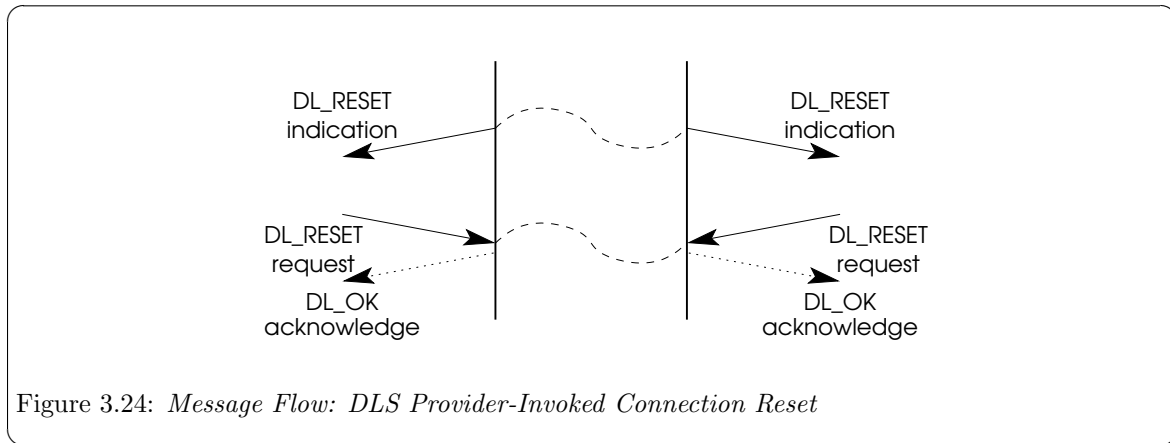 DL_RESET
indication
DL_RESET
indication
DL_RESET
request
DL_OK
acknowledge
DL_RESET
request
DL_OK
acknowledge
Figure 3.24: Message Flow: DLS Provider-Invoked Connection Reset